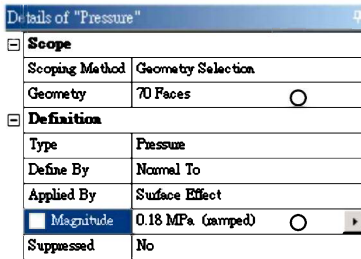 Details of "Pressure"
Scope
Scoping Method Geometry Selection
Geometry 70 Faces
Definition
Type Pressure
Define By Normal To
Applied By Surface Effect
Magnitude 0.18 MPa (ramped)
Suppressed No